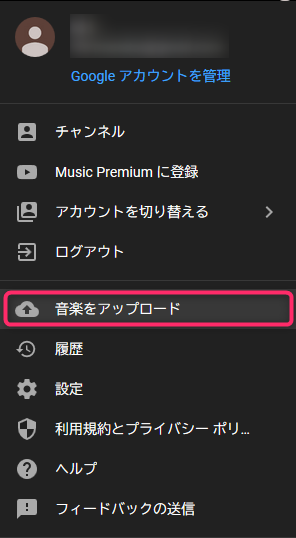 Google アカウントを管理
チャンネル
Music Premium に登録
アカウントを切り替える
ログアウト
音楽をアップロード
履歴
設定
利用規約とプライバシー ポリ...
ヘルプ
フィードバックの送信